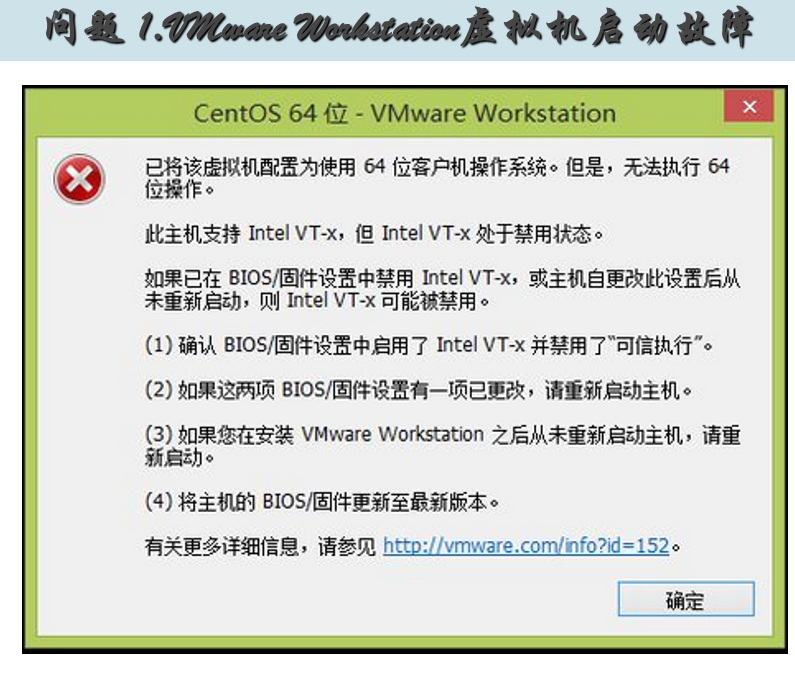 问题 1.VMware Workstation虚拟机启动故障
CentOS 64 位 - VMware Workstation
已将该虚拟机配置为使用 64 位客户机操作系统。但是，无法执行 64
位操作。
此主机支持 Intel VT-x，但 Intel VT-x 处于禁用状态。
如果已在 BIOS/固件设置中禁用 Intel VT-x，或主机自更改此设置后从
未重新启动，则 Intel VT-x 可能被禁用。
(1) 确认 BIOS/固件设置中启用了 Intel VT-x 并禁用了“可信执行”。
(2) 如果这两项 BIOS/固件设置有一项已更改，请重新启动主机。
(3) 如果您在安装 VMware Workstation 之后从未重新启动主机，请重
新启动。
(4) 将主机的 BIOS/固件更新至最新版本。
有关更多详细信息，请参见 http://vmware.com/info?id=152。
确定